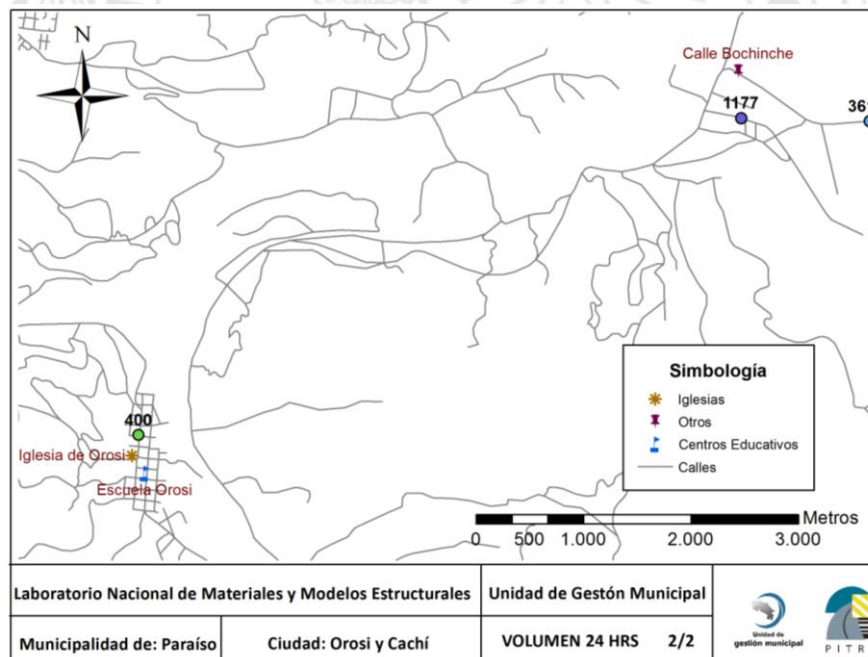 N
Calle Bochinche
1177
361
400
Iglesia de Orosi
Escuela Orosi
Simbología
Iglesias
Otros
Centros Educativos
Calles
Metros
0 500 1.000 2.000 3.000
Laboratorio Nacional de Materiales y Modelos Estructurales
Unidad de Gestión Municipal
Municipalidad de: Paraíso
Ciudad: Orosi y Cachí
VOLUMEN 24 HRS 2/2
Unidad de
gestión municipal
PITR